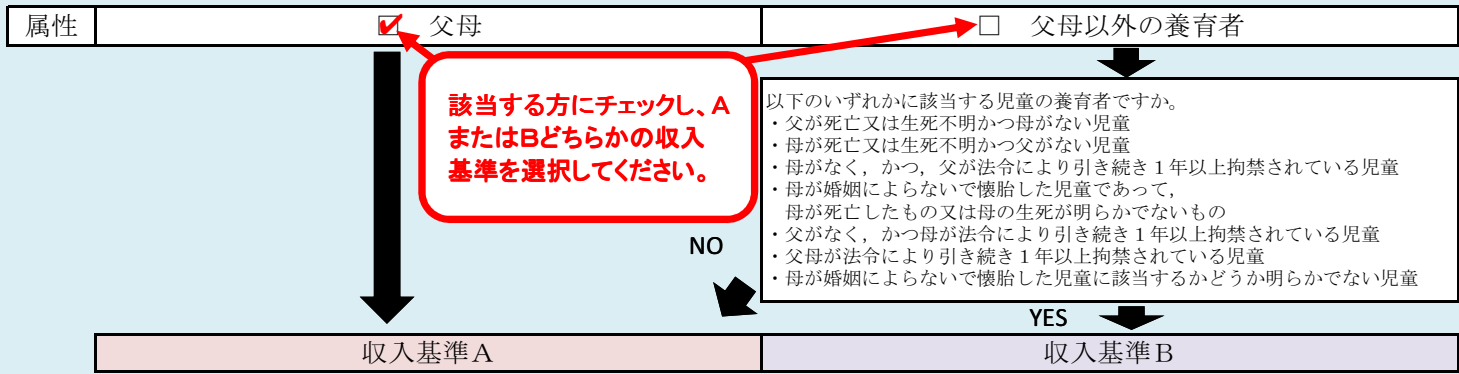 属性
☑ 父母
□ 父母以外の養育者
該当する方にチェックし、A
またはBどちらかの収入
基準を選択してください。
以下のいずれかに該当する児童の養育者ですか。
・父が死亡又は生死不明かつ母がない児童
・母が死亡又は生死不明かつ父がない児童
・母がなく，かつ，父が法令により引き続き１年以上拘禁されている児童
・母が婚姻によらないで懐胎した児童であって，
母が死亡したもの又は母の生死が明らかでないもの
・父がなく，かつ母が法令により引き続き１年以上拘禁されている児童
・父母が法令により引き続き１年以上拘禁されている児童
・母が婚姻によらないで懐胎した児童に該当するかどうか明らかでない児童
NO
YES
収入基準Ａ
収入基準Ｂ